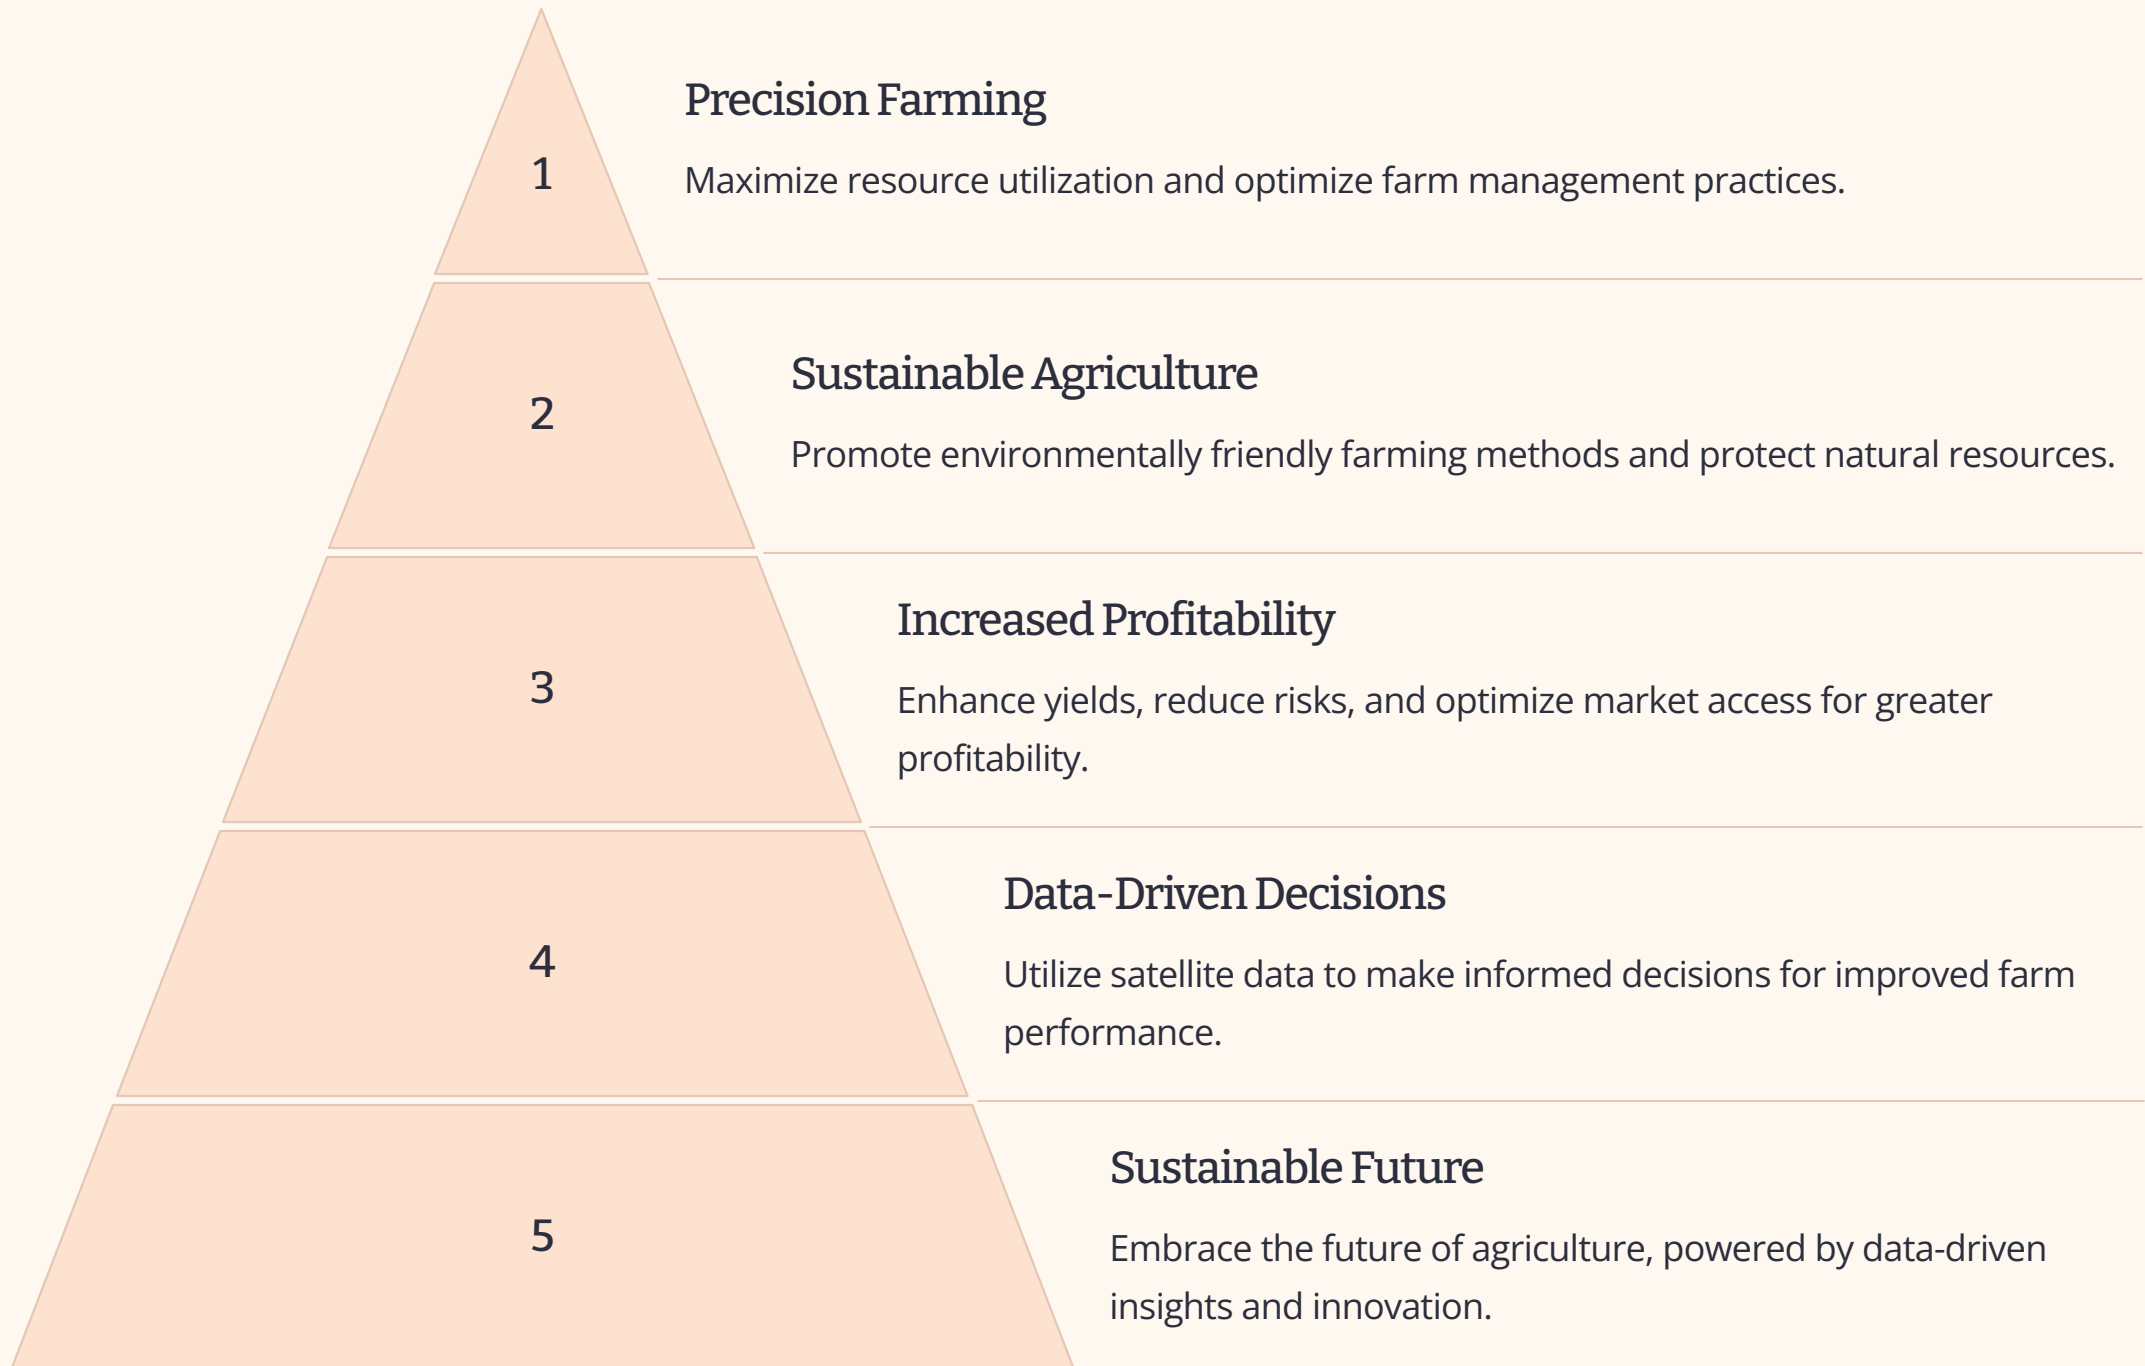 1
Precision Farming
Maximize resource utilization and optimize farm management practices.
2
Sustainable Agriculture
Promote environmentally friendly farming methods and protect natural resources.
3
Increased Profitability
Enhance yields, reduce risks, and optimize market access for greater
profitability.
4
Data-Driven Decisions
Utilize satellite data to make informed decisions for improved farm
performance.
5
Sustainable Future
Embrace the future of agriculture, powered by data-driven
insights and innovation.